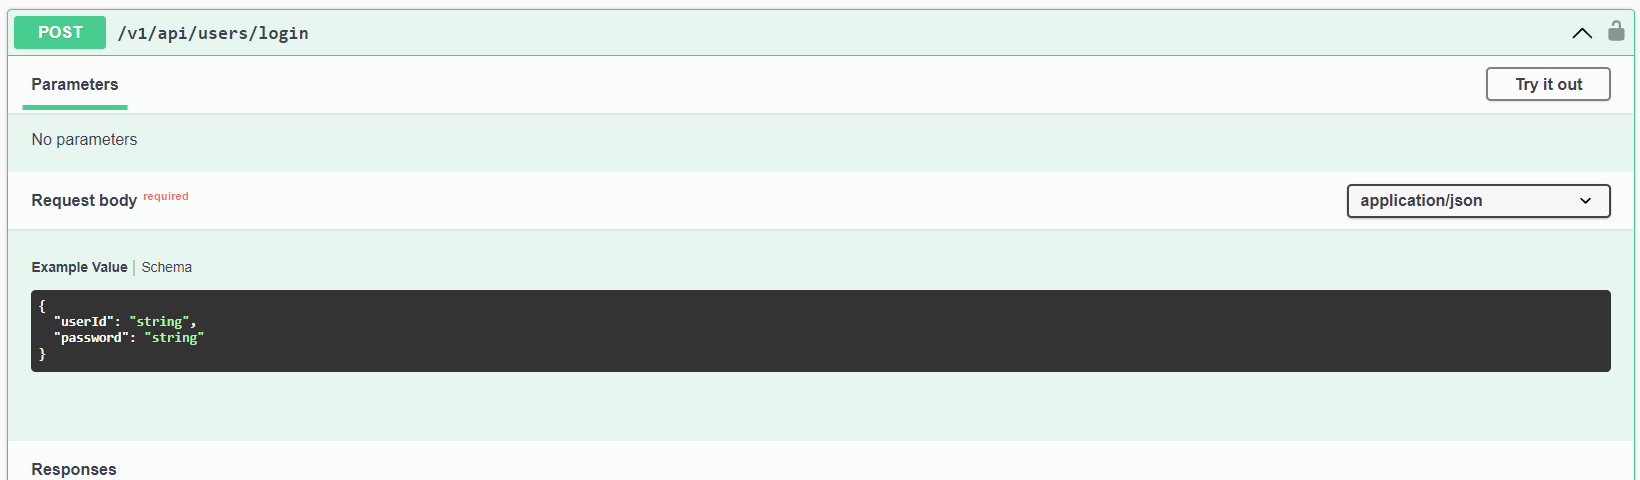 POST /v1/api/users/login
Parameters
Try it out
No parameters
Request body required
application/json
Example Value | Schema
{
  "userId": "string",
  "password": "string"
}
Responses